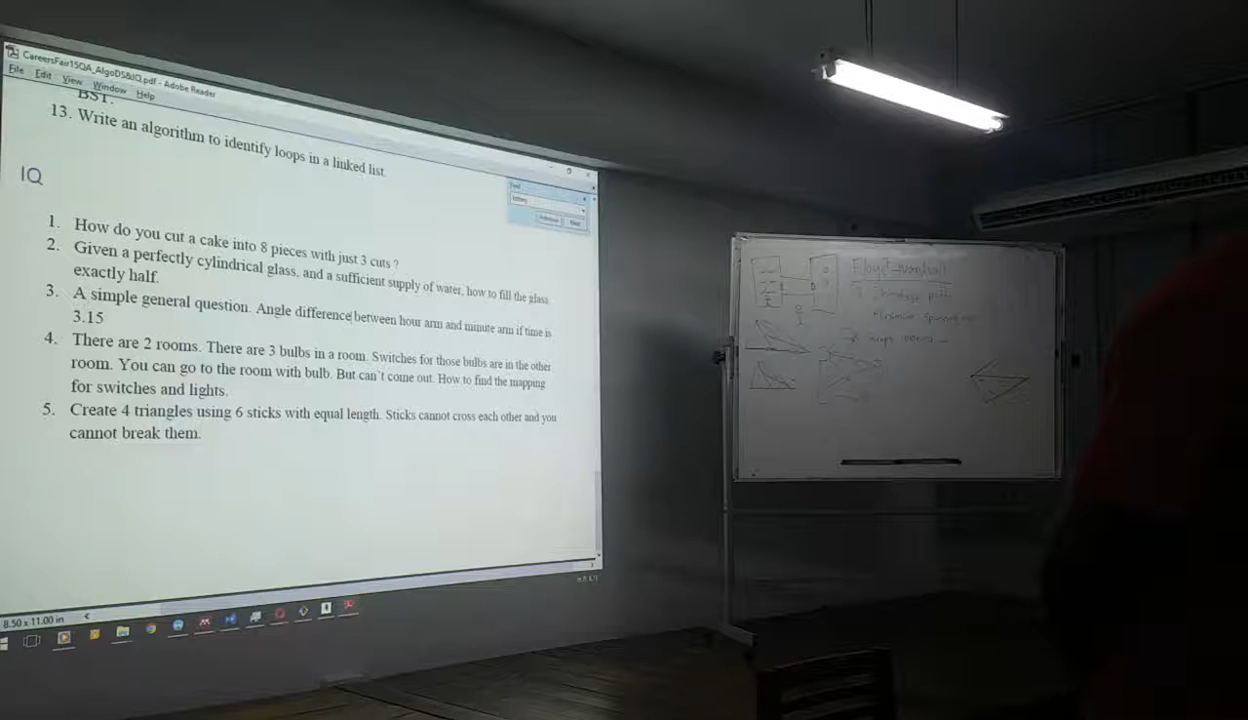 CareersFair15QA_AlgoDS&IQ.pdf - Adobe Reader
File Edit View Window Help
BST.
13. Write an algorithm to identify loops in a linked list.
IQ
Find
1. How do you cut a cake into 8 pieces with just 3 cuts ?
2. Given a perfectly cylindrical glass, and a sufficient supply of water, how to fill the glass
exactly half.
3. A simple general question. Angle difference between hour arm and minute arm if time is
3.15
4. There are 2 rooms. There are 3 bulbs in a room. Switches for those bulbs are in the other
room. You can go to the room with bulb. But can't come out. How to find the mapping
for switches and lights.
5. Create 4 triangles using 6 sticks with equal length. Sticks cannot cross each other and you
cannot break them.
8.50 x 11.00 in